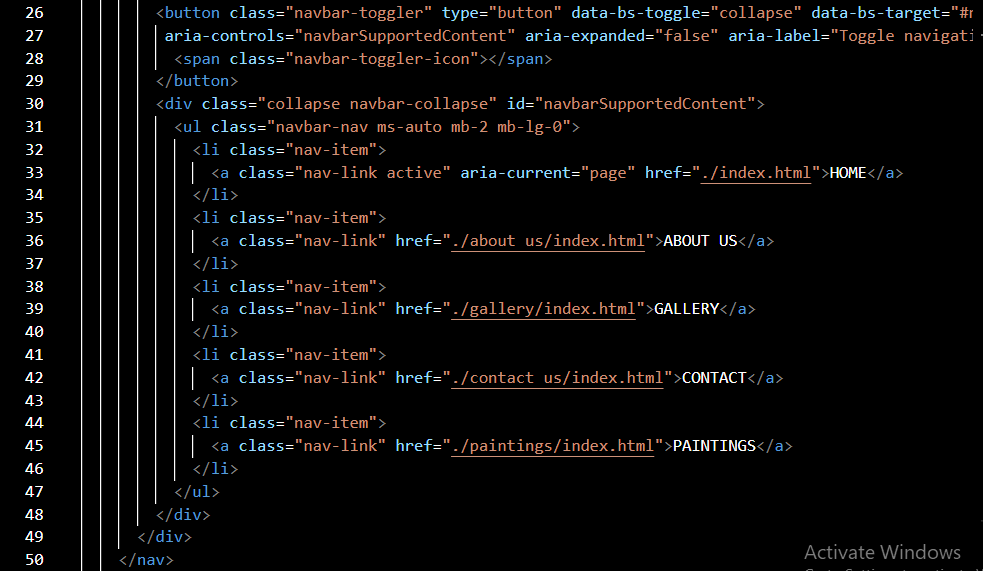 26 <button class="navbar-toggler" type="button" data-bs-toggle="collapse" data-bs-target="#n
27 aria-controls="navbarSupportedContent" aria-expanded="false" aria-label="Toggle navigati
28 <span class="navbar-toggler-icon"></span>
29 </button>
30 <div class="collapse navbar-collapse" id="navbarSupportedContent">
31 <ul class="navbar-nav ms-auto mb-2 mb-lg-0">
32 <li class="nav-item">
33 <a class="nav-link active" aria-current="page" href="./index.html">HOME</a>
34 </li>
35 <li class="nav-item">
36 <a class="nav-link" href="./about us/index.html">ABOUT US</a>
37 </li>
38 <li class="nav-item">
39 <a class="nav-link" href="./gallery/index.html">GALLERY</a>
40 </li>
41 <li class="nav-item">
42 <a class="nav-link" href="./contact us/index.html">CONTACT</a>
43 </li>
44 <li class="nav-item">
45 <a class="nav-link" href="./paintings/index.html">PAINTINGS</a>
46 </li>
47 </ul>
48 </div>
49 </div>
50 </nav>
Activate Windows